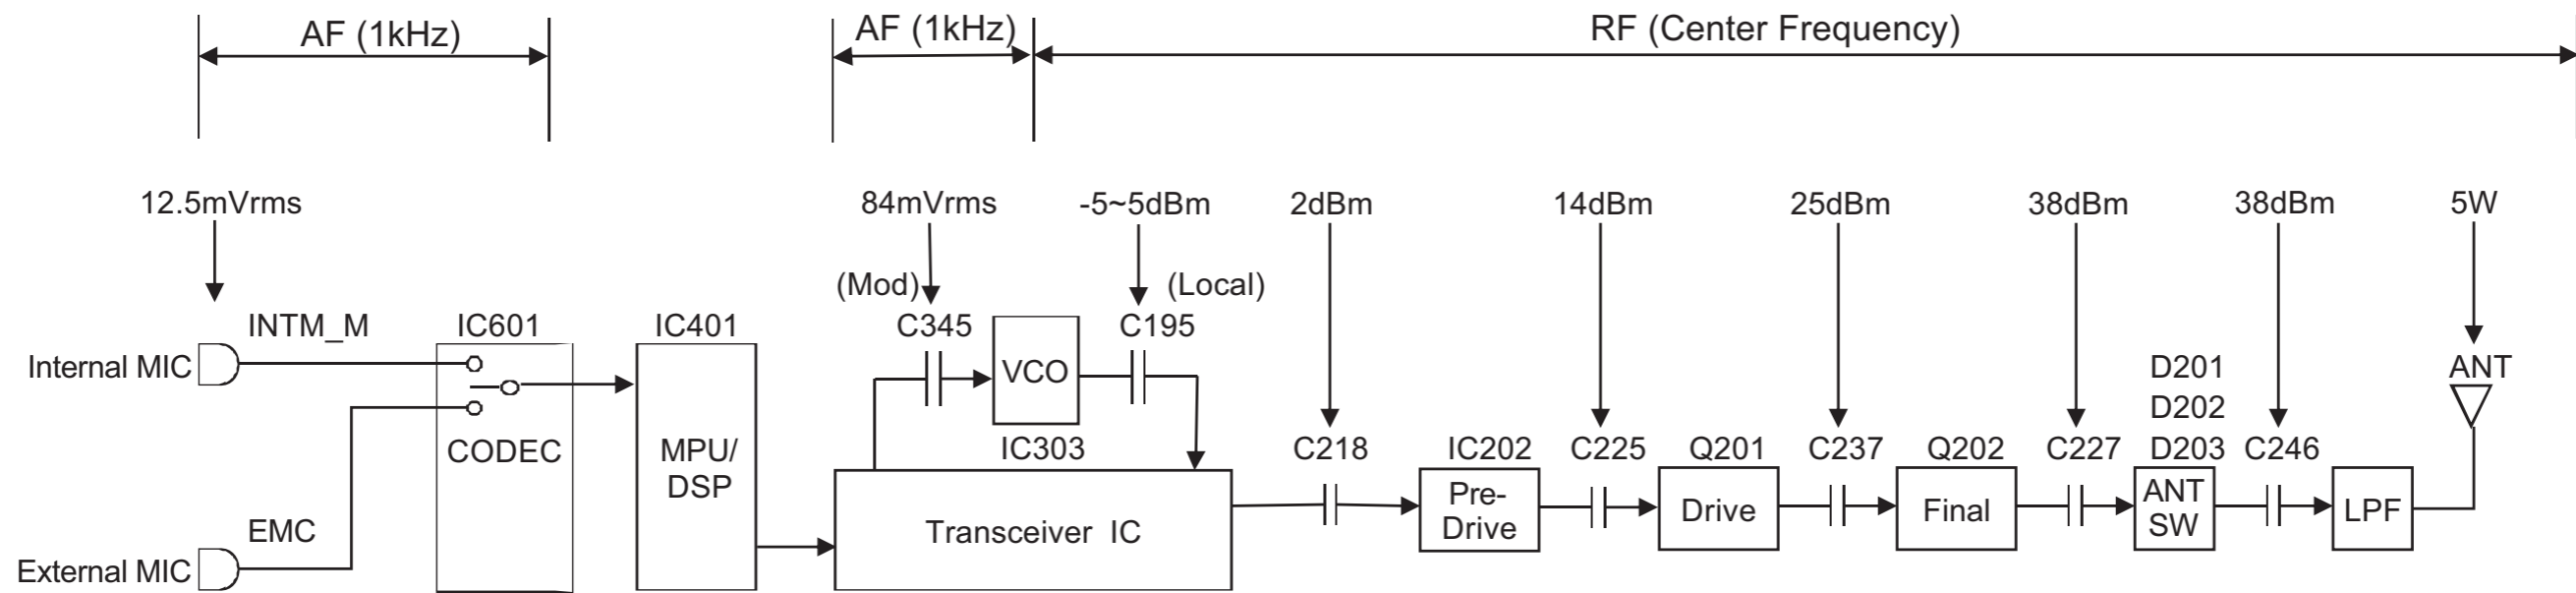 AF (1kHz)
AF (1kHz)
RF (Center Frequency)
12.5mVrms
84mVrms
-5~5dBm
2dBm
14dBm
25dBm
38dBm
38dBm
5W
(Mod)
(Local)
INTM_M
IC601
IC401
C345
C195
Internal MIC
VCO
D201
ANT
D202
CODEC
MPU/
DSP
IC303
C218
IC202
C225
Q201
C237
Q202
C227
D203
C246
Pre-
Drive
Drive
Final
ANT
SW
LPF
EMC
Transceiver IC
External MIC